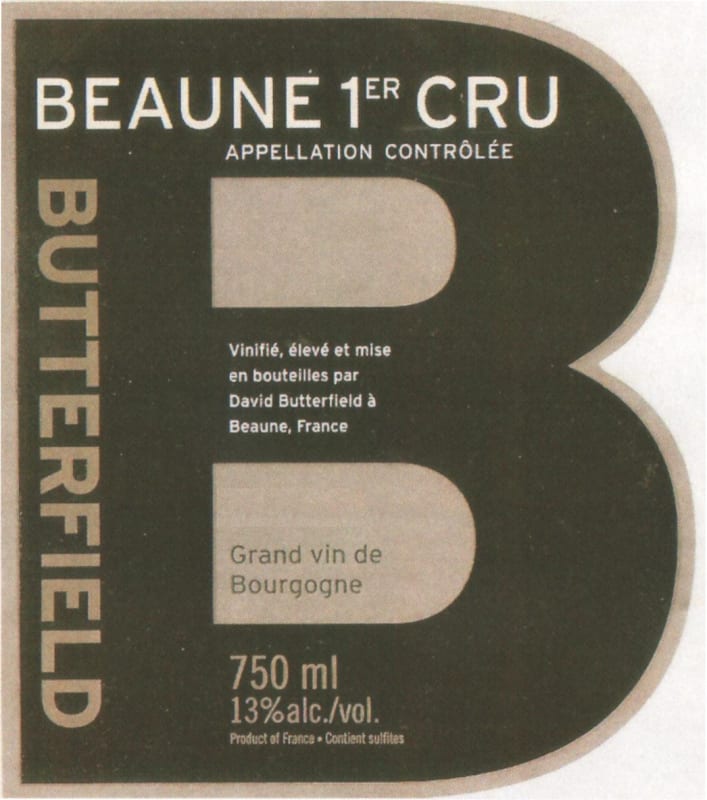 BEAUNE 1ER CRU
APPELLATION CONTRÔLÉE
BUTTERFIELD
B
Vinifié, élevé et mise
en bouteilles par
David Butterfield à
Beaune, France
Grand vin de
Bourgogne
750 ml
13%alc./vol.
Product of France • Contient sulfites